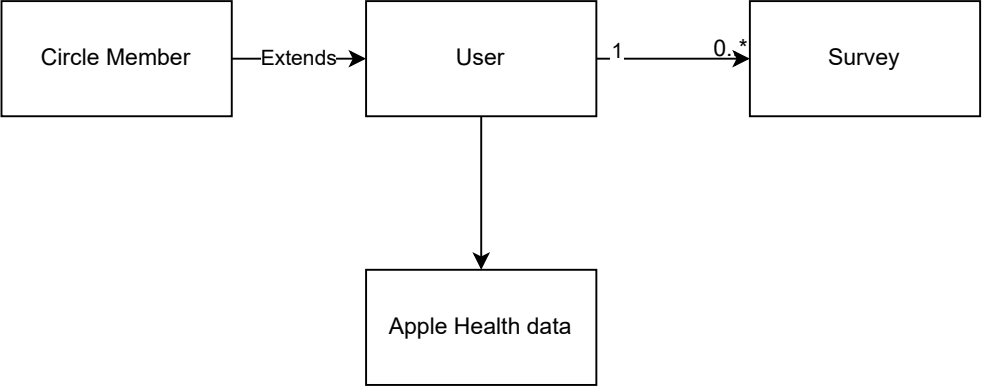 Circle Member
Extends
User
1
0..*
Survey
Apple Health data